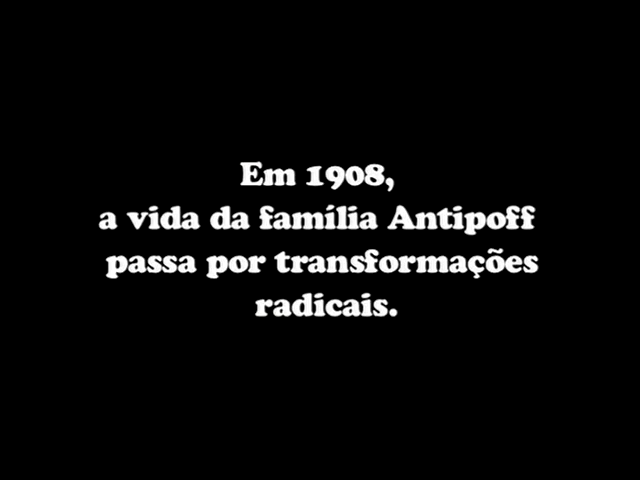 Em 1908,
a vida da família Antipoff
passa por transformações
radicais.